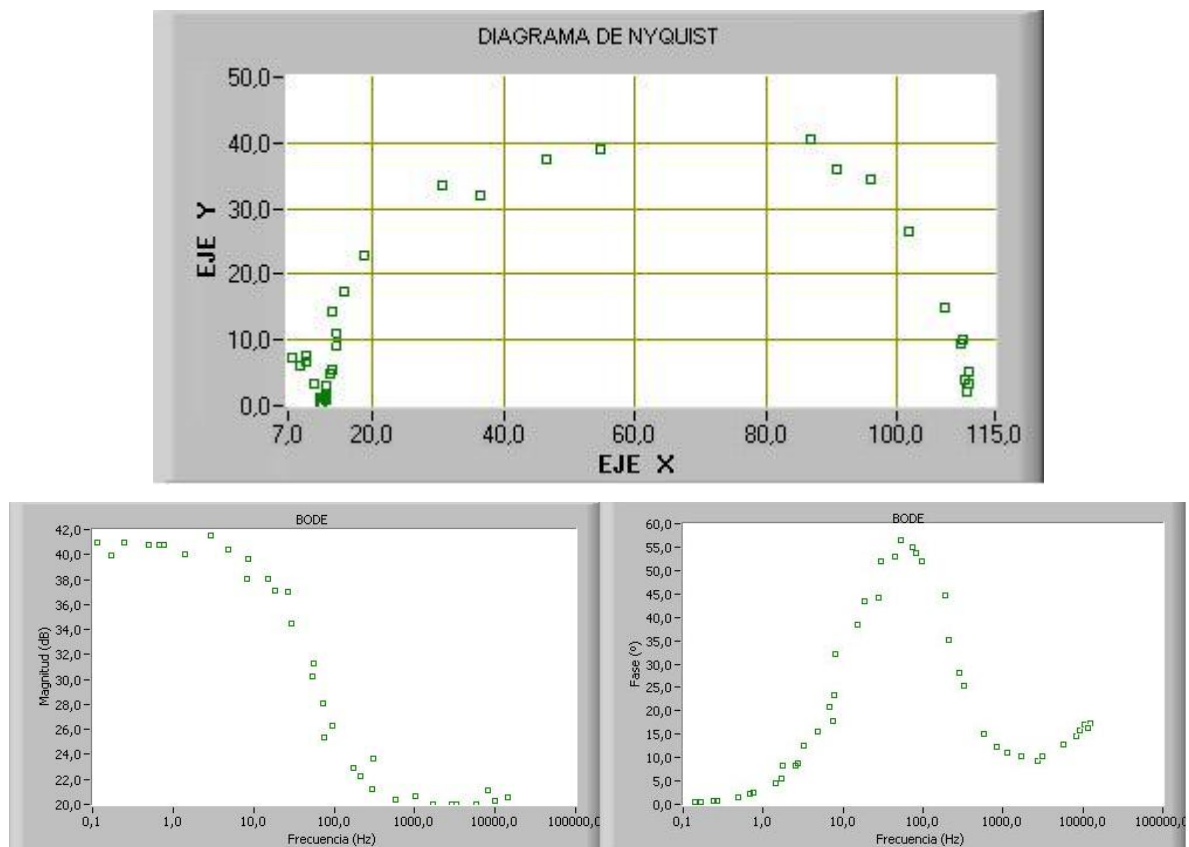 DIAGRAMA DE NYQUIST
50,0
40,0
30,0
20,0
10,0
0,0
EJE Y
7,0 20,0 40,0 60,0 80,0 100,0 115,0
EJE X
BODE
42,0
40,0
38,0
36,0
34,0
32,0
30,0
28,0
26,0
24,0
22,0
20,0
Magnitud (dB)
0,1 1,0 10,0 100,0 1000,0 10000,0 100000,0
Frecuencia (Hz)
BODE
60,0
55,0
50,0
45,0
40,0
35,0
30,0
25,0
20,0
15,0
10,0
5,0
0,0
Fase (º)
0,1 1,0 10,0 100,0 1000,0 10000,0 100000,0
Frecuencia (Hz)